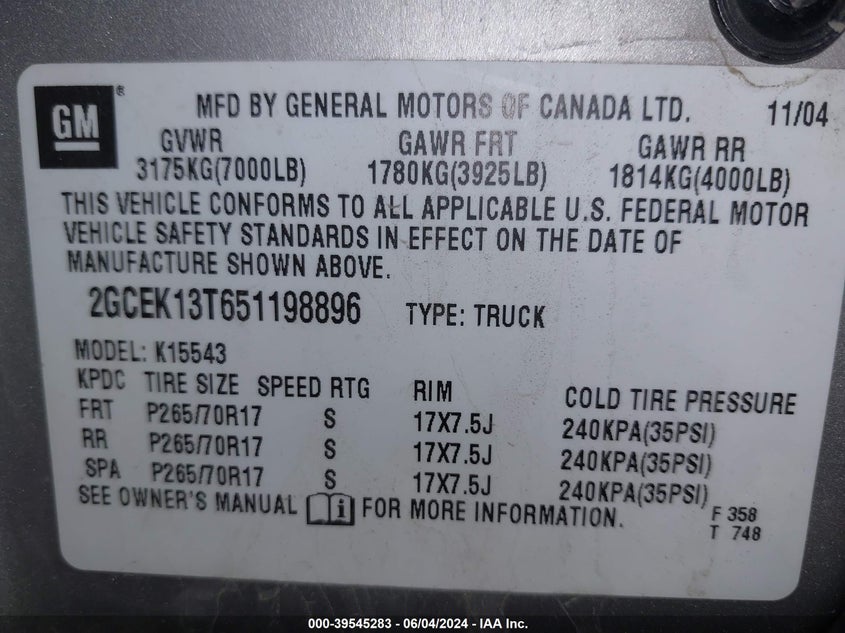 GM®
MFD BY GENERAL MOTORS OF CANADA LTD. 11/04
GVWR GAWR FRT GAWR RR
3175KG(7000LB) 1780KG(3925LB) 1814KG(4000LB)
THIS VEHICLE CONFORMS TO ALL APPLICABLE U.S. FEDERAL MOTOR
VEHICLE SAFETY STANDARDS IN EFFECT ON THE DATE OF
MANUFACTURE SHOWN ABOVE.
2GCEK13T651198896 TYPE: TRUCK
MODEL: K15543
KPDC TIRE SIZE SPEED RTG RIM COLD TIRE PRESSURE
FRT P265/70R17 S 17X7.5J 240KPA(35PSI)
RR P265/70R17 S 17X7.5J 240KPA(35PSI)
SPA P265/70R17 S 17X7.5J 240KPA(35PSI)
SEE OWNER'S MANUAL i FOR MORE INFORMATION.
F 358
T 748
000-39545283 - 06/04/2024 - IAA Inc.